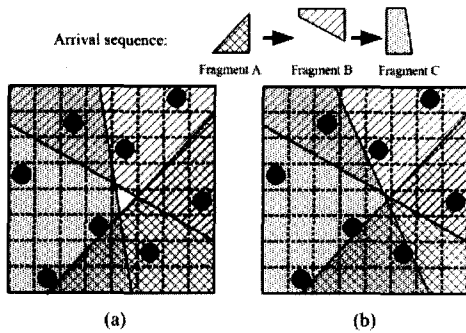 Arrival sequence:
Fragment A
Fragment B
Fragment C
(a)
(b)